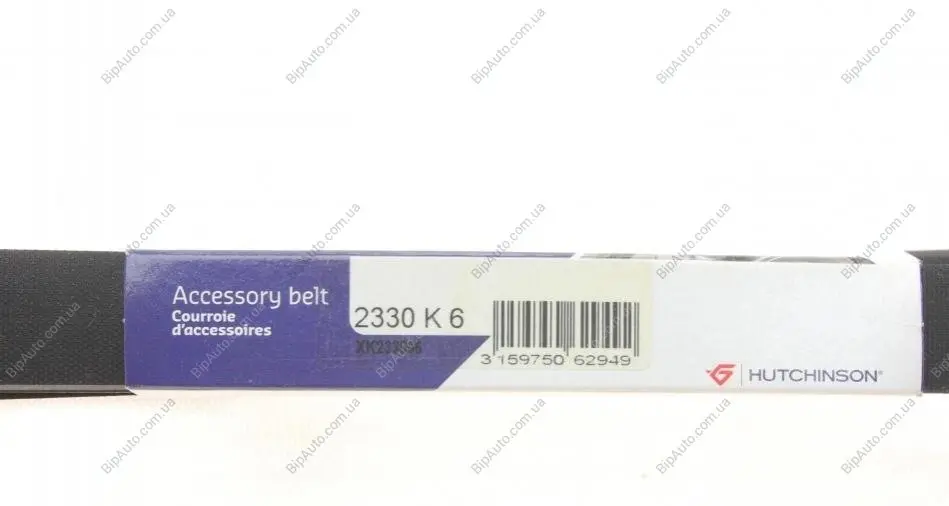 Accessory belt
Courroie
d'accessoires
2330 K 6
3 159750 62949
HUTCHINSON®
BipAuto.com.ua